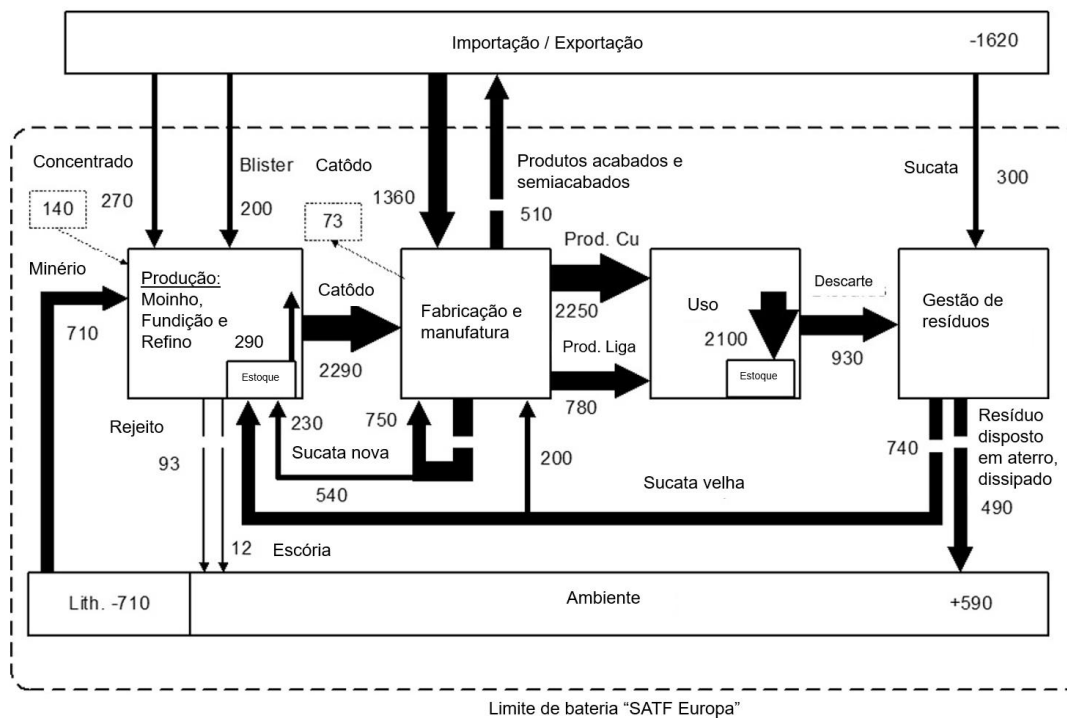 Importação / Exportação
-1620
Concentrado
140
270
Blister
200
Catôdo
1360
73
Produtos acabados e
semiacabados
510
Sucata
300
Minério
710
Produção:
Moinho,
Fundição e
Refino
290
Estoque
Catôdo
2290
Fabricação e
manufatura
Prod. Cu
2250
Prod. Liga
780
Uso
2100
Estoque
Descarte
930
Gestão de
resíduos
Rejeito
93
230
Sucata nova
540
750
200
Sucata velha
740
Resíduo
disposto
em aterro,
dissipado
490
12
Escória
Lith. -710
Ambiente
+590
Limite de bateria “SATF Europa”